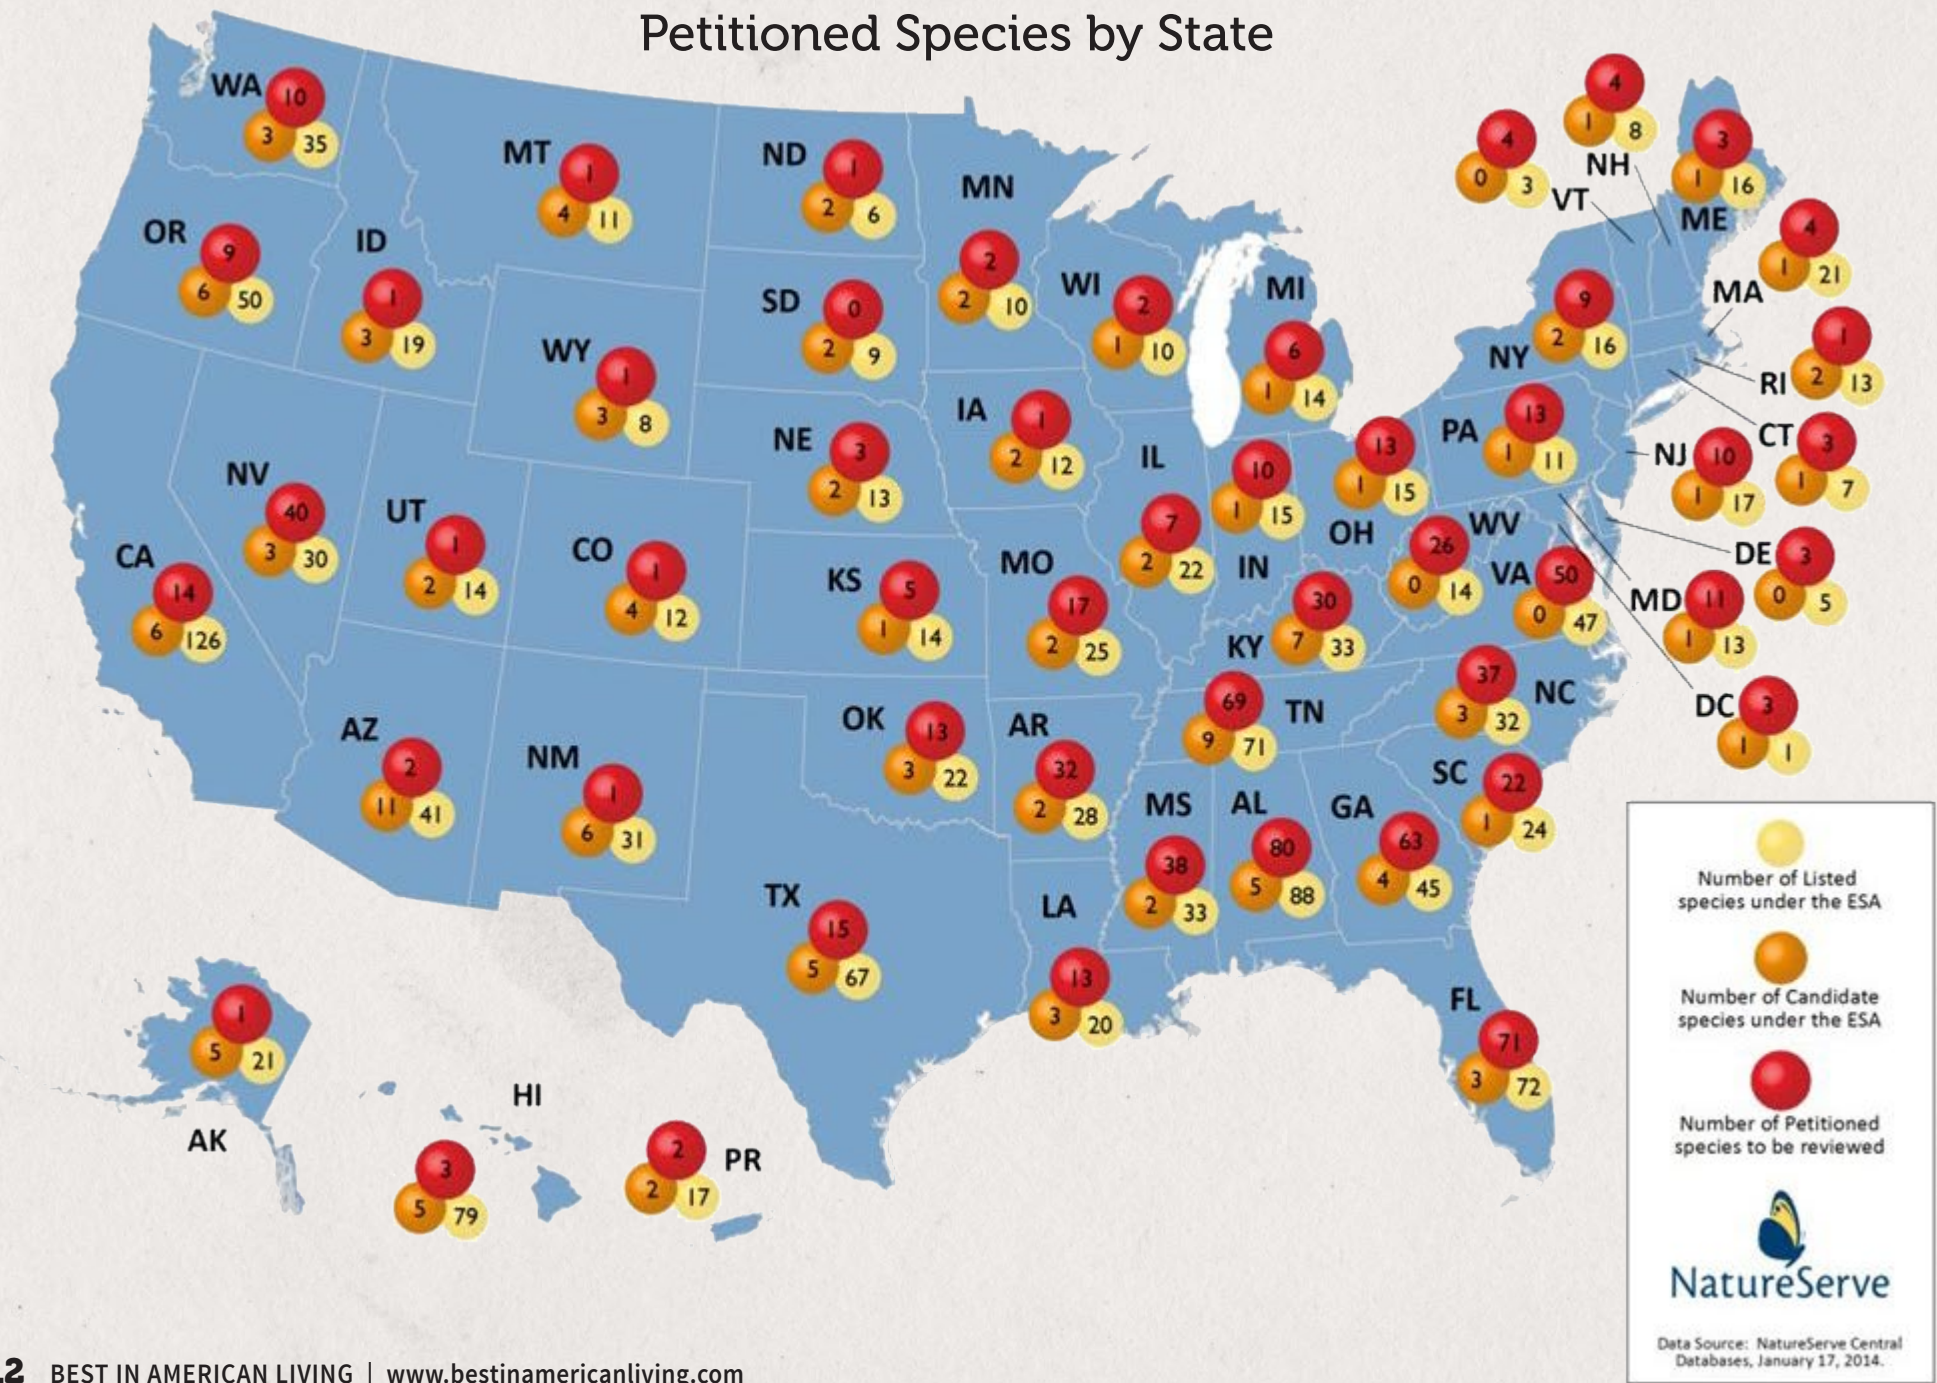 Petitioned Species by State
WA
10
3
35
OR
9
6
50
ID
1
3
19
MT
1
4
11
ND
1
2
6
MN
2
2
10
SD
0
2
9
WY
1
3
8
NE
3
2
13
IA
1
2
12
WI
2
1
10
MI
6
1
14
4
0
3
VT
4
1
8
NH
3
1
16
ME
4
1
21
MA
9
2
16
NY
1
2
13
RI
3
1
7
CT
PA
13
1
11
NJ
10
1
17
DE
3
0
5
MD
11
1
13
DC
3
1
1
NV
40
3
30
CA
14
6
126
UT
1
2
14
CO
1
4
12
KS
5
1
14
MO
17
2
25
IL
7
2
22
10
1
15
IN
13
1
15
OH
WV
26
0
14
VA
50
0
47
KY
30
7
33
69
9
71
TN
37
3
32
NC
AZ
2
11
41
NM
1
6
31
OK
13
3
22
AR
32
2
28
MS
38
2
33
AL
80
5
88
GA
63
4
45
SC
22
1
24
TX
15
5
67
LA
13
3
20
FL
71
3
72
1
5
21
AK
HI
3
5
79
2
2
17
PR
Number of Listed
species under the ESA
Number of Candidate
species under the ESA
Number of Petitioned
species to be reviewed
NatureServe
Data Source: NatureServe Central
Databases, January 17, 2014.
BEST IN AMERICAN LIVING | www.bestinamericanliving.com